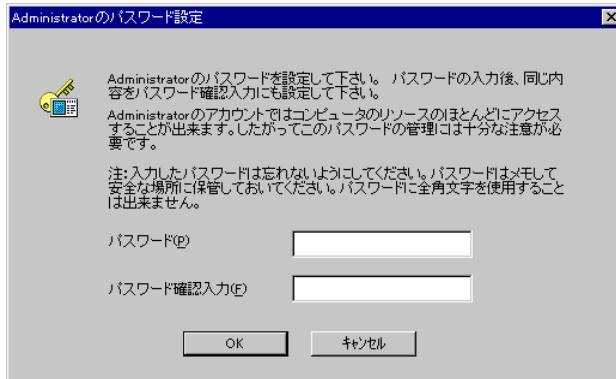 Administratorのパスワード設定
Administratorのパスワードを設定して下さい。 パスワードの入力後、同じ内
容をパスワード確認入力にも設定して下さい。
Administratorのアカウントではコンピュータのリソースのほとんどにアクセス
することが出来ます。したがってこのパスワードの管理には十分な注意が必
要です。
注:入力したパスワードは忘れないようにしてください。パスワードはメモして
安全な場所に保管しておいてください。パスワードに全角文字を使用すること
は出来ません。
パスワード(P)
パスワード確認入力(F)
OK
キャンセル